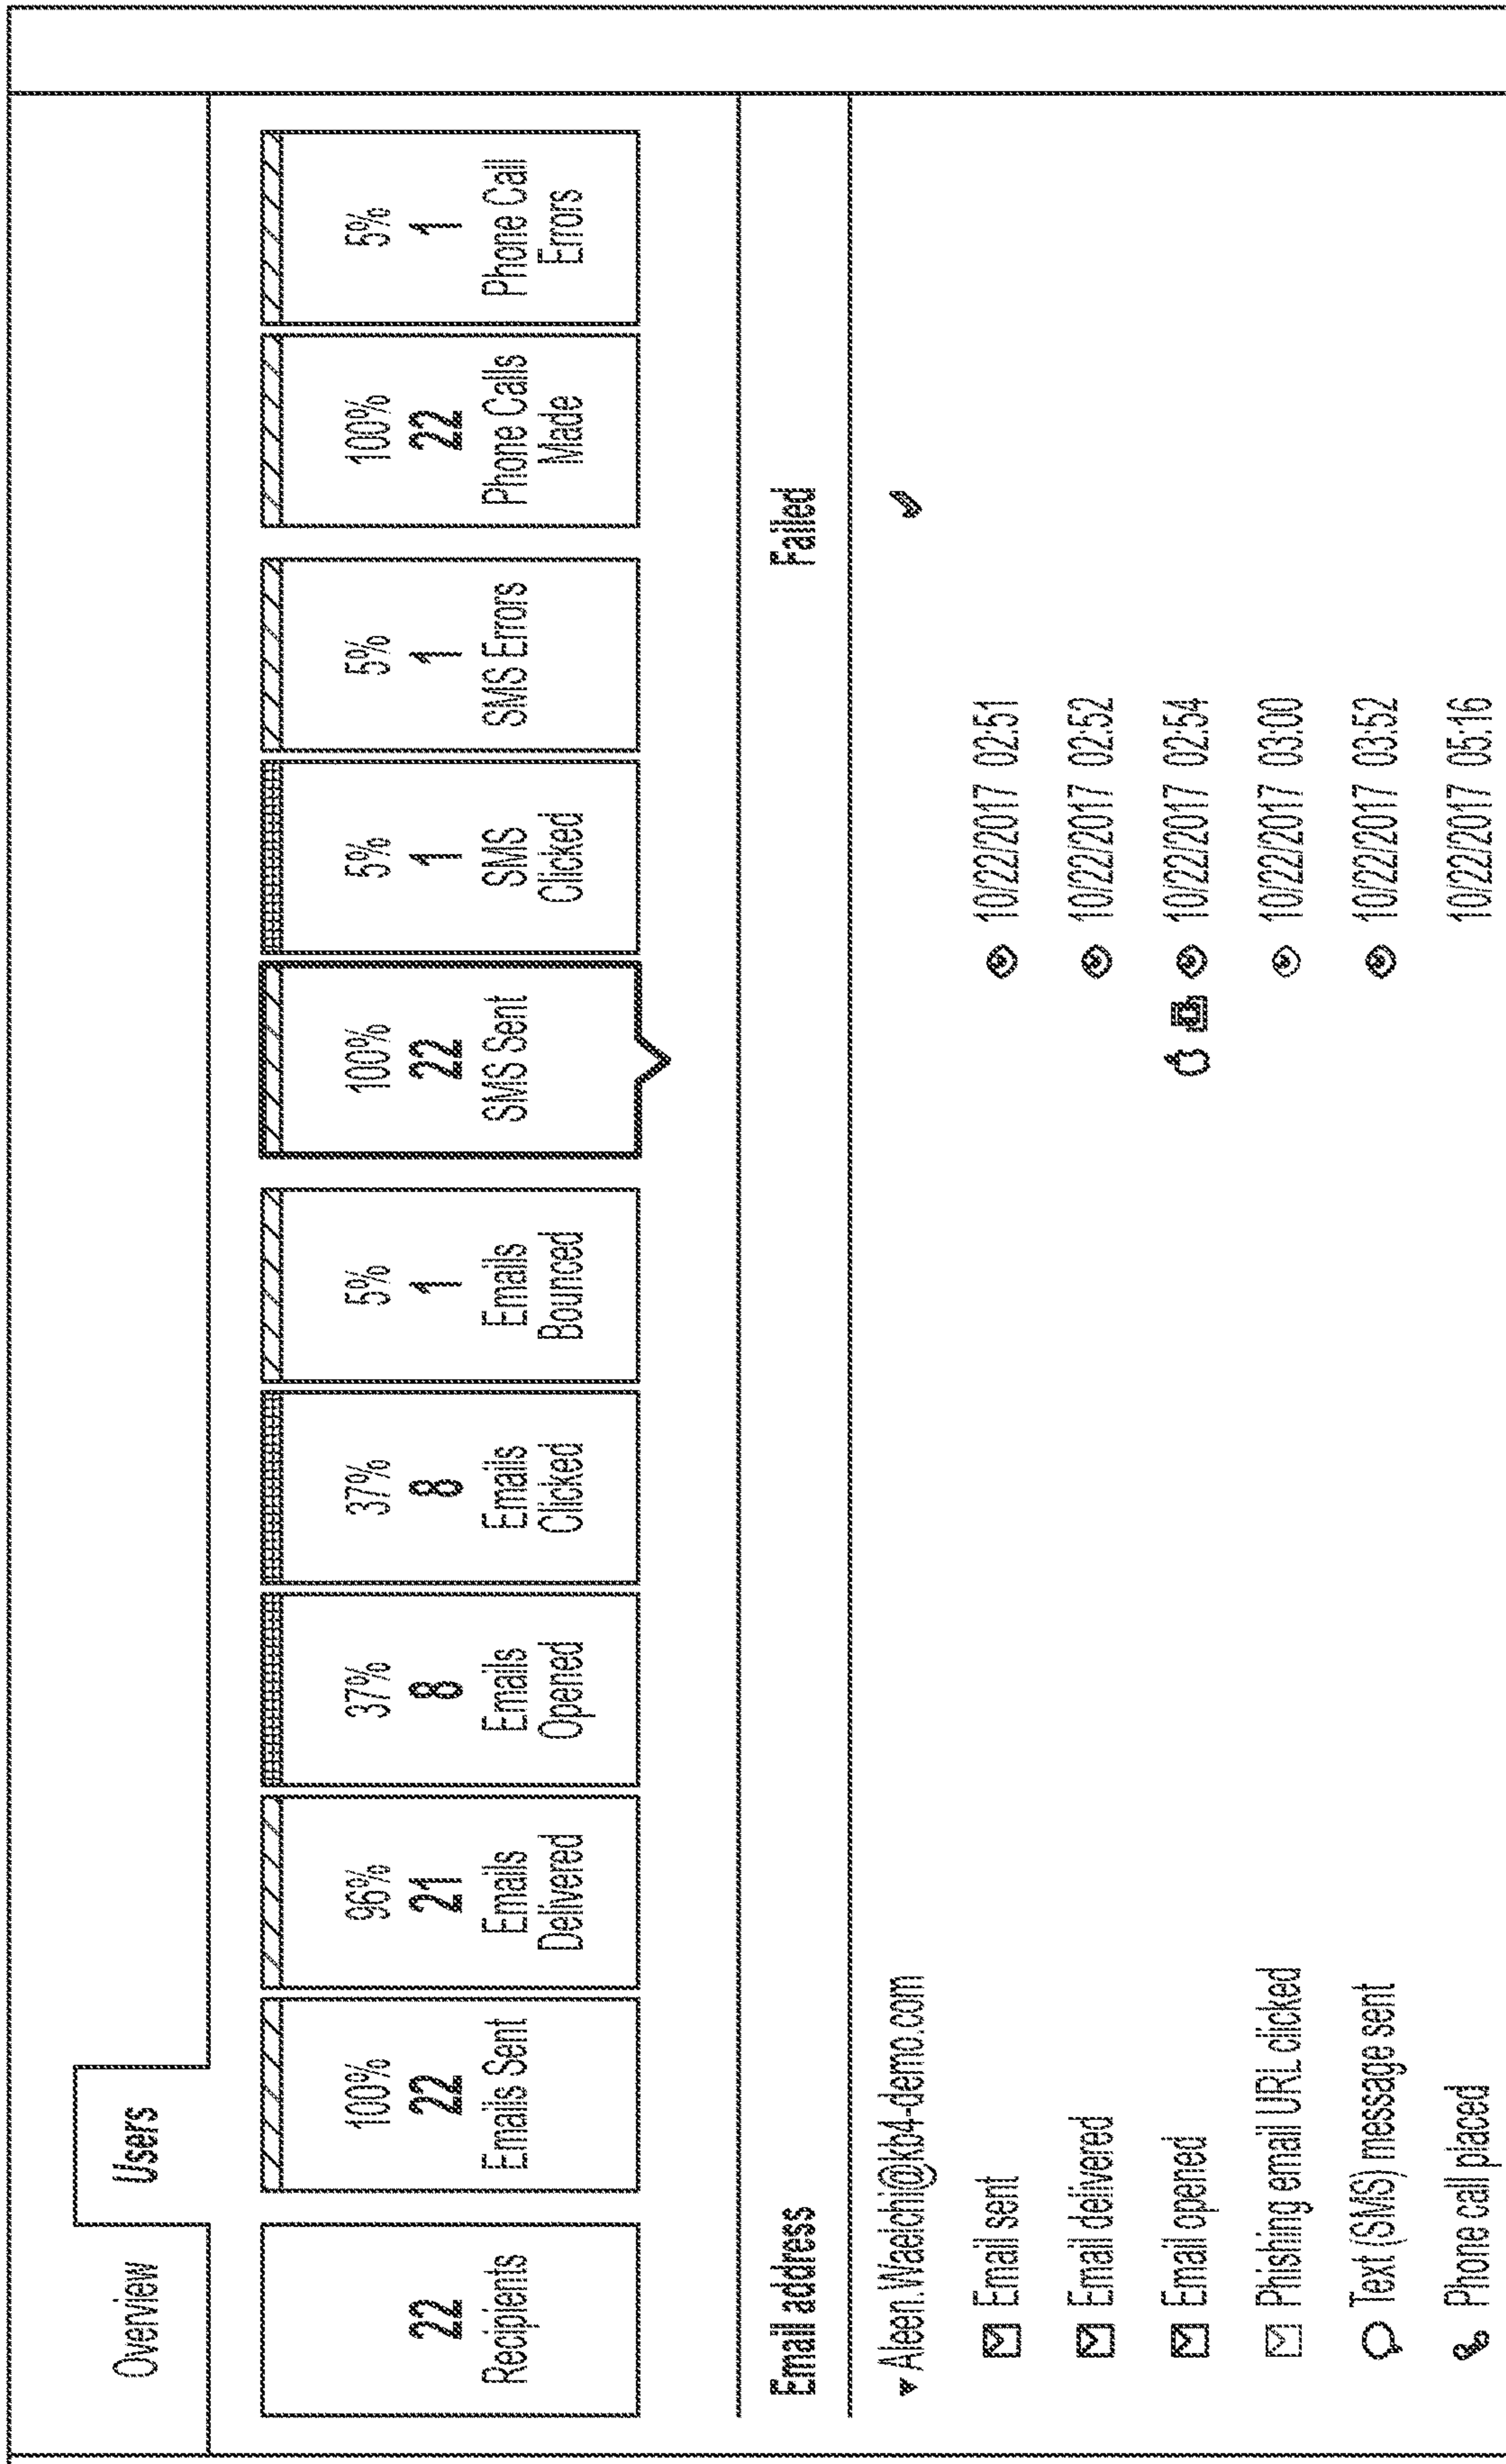 Overview
Users
22
Recipients
100%
22
Emails Sent
96%
21
Emails
Delivered
37%
8
Emails
Opened
37%
8
Emails
Clicked
5%
1
Emails
Bounced
100%
22
SMS Sent
5%
1
SMS
Clicked
5%
1
SMS Errors
100%
22
Phone Calls
Made
5%
1
Phone Call
Errors
Email address Failed
Aleen.Waelchi@kb4-demo.com
Email sent 10/22/2017 02:51
Email delivered 10/22/2017 02:52
Email opened 10/22/2017 02:54
Phishing email URL clicked 10/22/2017 03:00
Text (SMS) message sent 10/22/2017 03:52
Phone call placed 10/22/2017 05:16